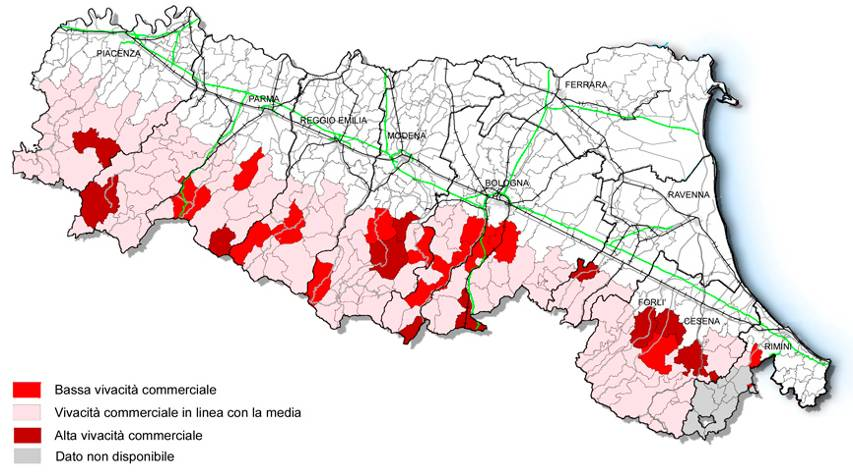 PIACENZA
PARMA
REGGIO EMILIA
MODENA
FERRARA
BOLOGNA
RAVENNA
FORLI'
CESENA
RIMINI
Bassa vivacità commerciale
Vivacità commerciale in linea con la media
Alta vivacità commerciale
Dato non disponibile